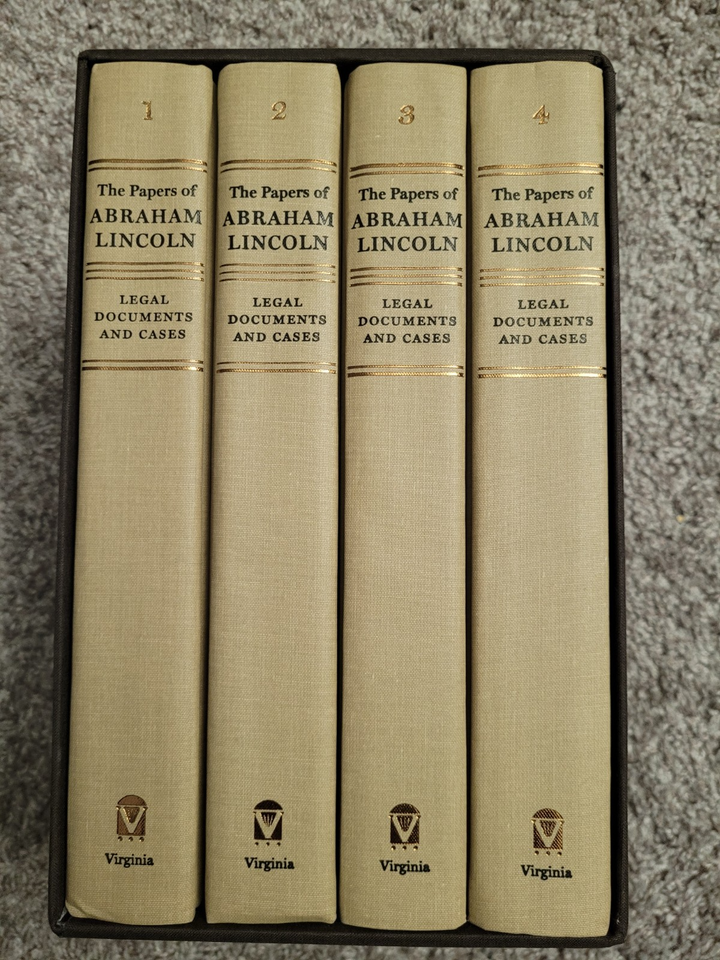 1
The Papers of
ABRAHAM
LINCOLN
LEGAL
DOCUMENTS
AND CASES
V
Virginia
2
The Papers of
ABRAHAM
LINCOLN
LEGAL
DOCUMENTS
AND CASES
V
Virginia
3
The Papers of
ABRAHAM
LINCOLN
LEGAL
DOCUMENTS
AND CASES
V
Virginia
4
The Papers of
ABRAHAM
LINCOLN
LEGAL
DOCUMENTS
AND CASES
V
Virginia